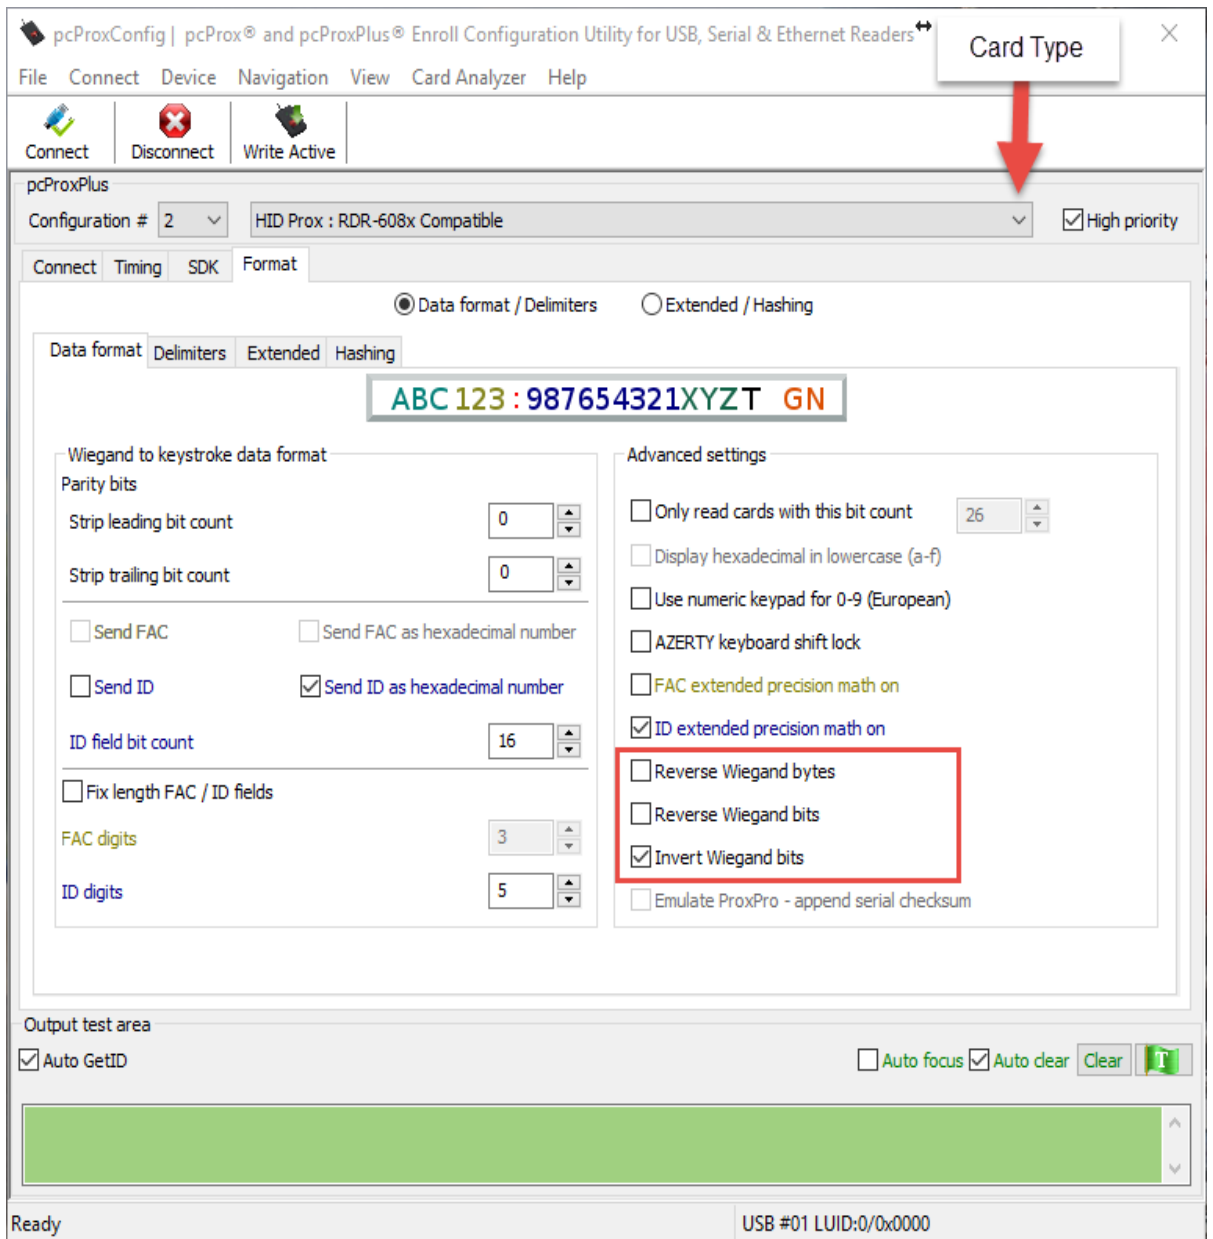 pcProxConfig | pcProx® and pcProxPlus® Enroll Configuration Utility for USB, Serial & Ethernet Readers
Card Type
File Connect Device Navigation View Card Analyzer Help
Connect Disconnect Write Active
pcProxPlus
Configuration # 2 HID Prox : RDR-608x Compatible High priority
Connect Timing SDK Format
Data format / Delimiters Extended / Hashing
Data format Delimiters Extended Hashing
ABC123:987654321XYZT GN
Wiegand to keystroke data format
Parity bits
Strip leading bit count 0
Strip trailing bit count 0
Send FAC Send FAC as hexadecimal number
Send ID Send ID as hexadecimal number
ID field bit count 16
Fix length FAC / ID fields
FAC digits 3
ID digits 5
Advanced settings
Only read cards with this bit count 26
Display hexadecimal in lowercase (a-f)
Use numeric keypad for 0-9 (European)
AZERTY keyboard shift lock
FAC extended precision math on
ID extended precision math on
Reverse Wiegand bytes
Reverse Wiegand bits
Invert Wiegand bits
Emulate ProxPro - append serial checksum
Output test area
Auto GetID Auto focus Auto clear Clear T
Ready USB #01 LUID:0/0x0000